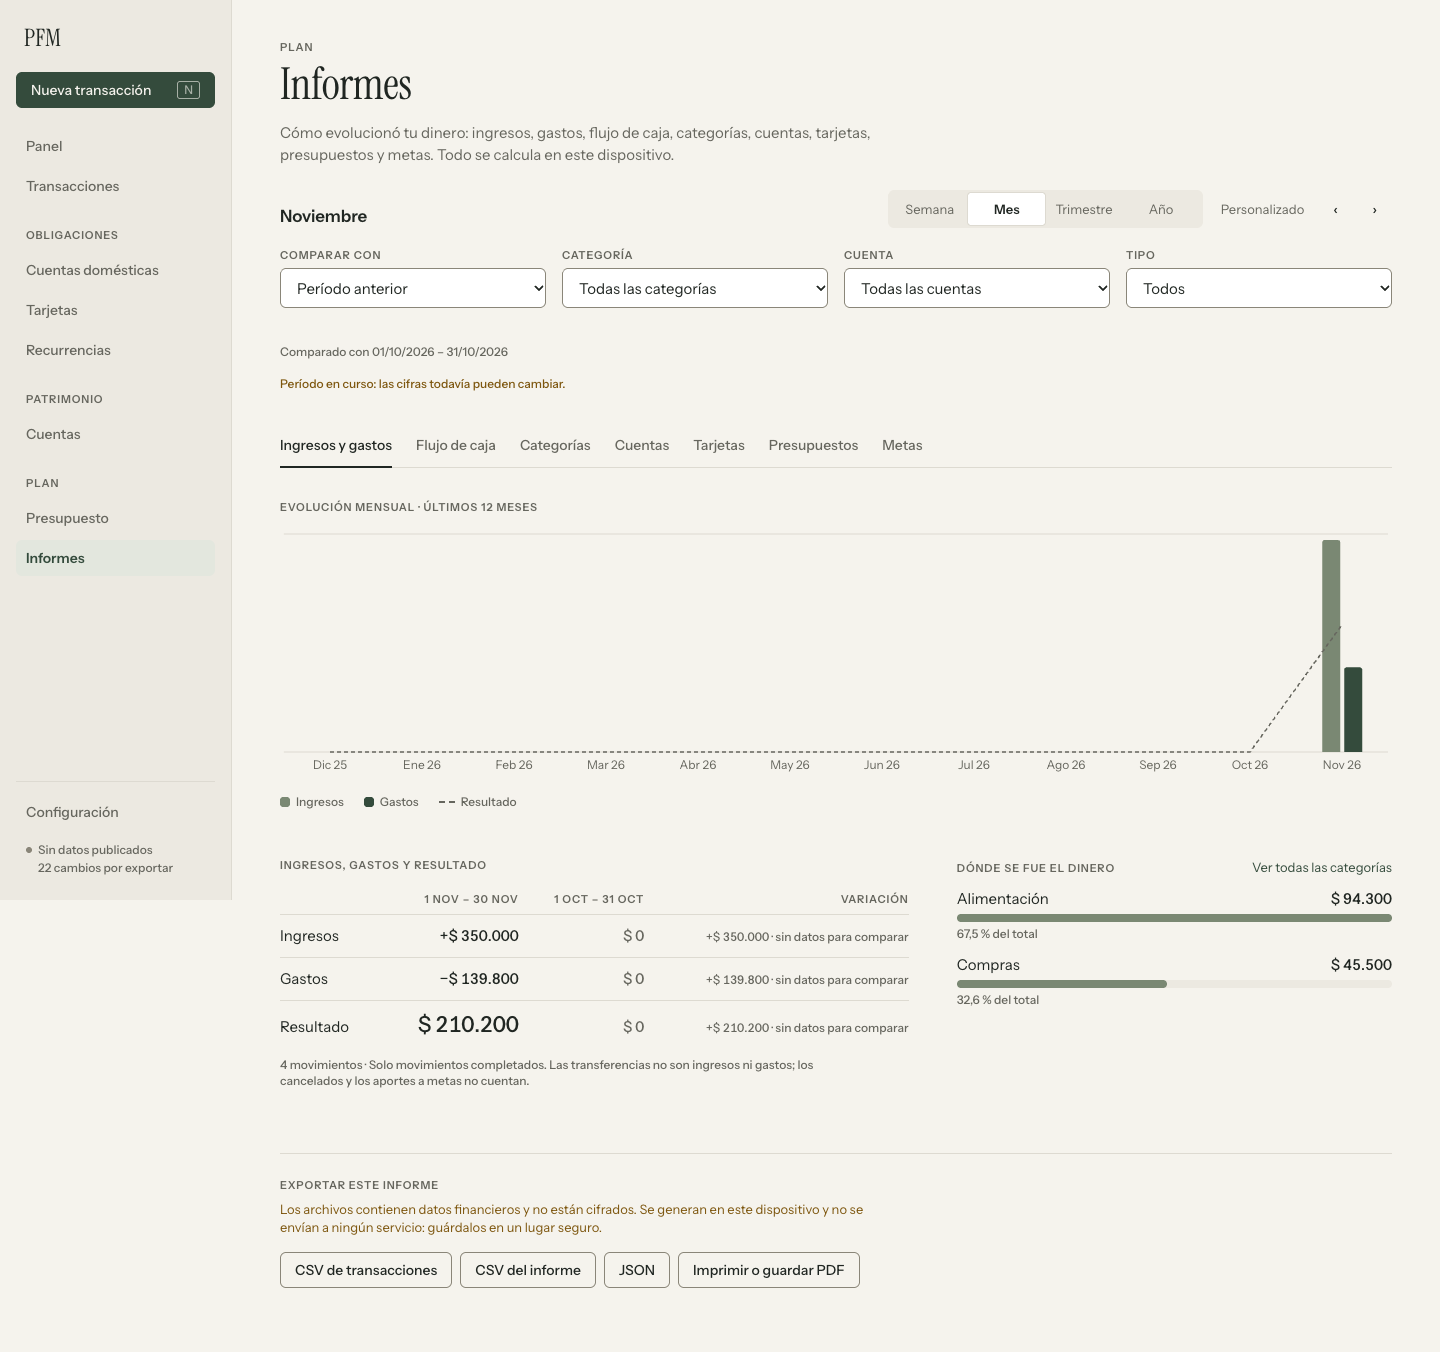 PFM
Nueva transacción N
Panel
Transacciones
OBLIGACIONES
Cuentas domésticas
Tarjetas
Recurrencias
PATRIMONIO
Cuentas
PLAN
Presupuesto
Informes
Configuración
Sin datos publicados
22 cambios por exportar
PLAN
Informes
Cómo evolucionó tu dinero: ingresos, gastos, flujo de caja, categorías, cuentas, tarjetas,
presupuestos y metas. Todo se calcula en este dispositivo.
Noviembre
Semana Mes Trimestre Año Personalizado ‹ ›
COMPARAR CON CATEGORÍA CUENTA TIPO
Período anterior Todas las categorías Todas las cuentas Todos
Comparado con 01/10/2026 – 31/10/2026
Período en curso: las cifras todavía pueden cambiar.
Ingresos y gastos Flujo de caja Categorías Cuentas Tarjetas Presupuestos Metas
EVOLUCIÓN MENSUAL · ÚLTIMOS 12 MESES
Dic 25 Ene 26 Feb 26 Mar 26 Abr 26 May 26 Jun 26 Jul 26 Ago 26 Sep 26 Oct 26 Nov 26
Ingresos Gastos Resultado
INGRESOS, GASTOS Y RESULTADO
1 NOV – 30 NOV 1 OCT – 31 OCT VARIACIÓN
Ingresos +$ 350.000 $ 0 +$ 350.000 · sin datos para comparar
Gastos −$ 139.800 $ 0 +$ 139.800 · sin datos para comparar
Resultado $ 210.200 $ 0 +$ 210.200 · sin datos para comparar
4 movimientos · Solo movimientos completados. Las transferencias no son ingresos ni gastos; los
cancelados y los aportes a metas no cuentan.
DÓNDE SE FUE EL DINERO Ver todas las categorías
Alimentación $ 94.300
67,5 % del total
Compras $ 45.500
32,6 % del total
EXPORTAR ESTE INFORME
Los archivos contienen datos financieros y no están cifrados. Se generan en este dispositivo y no se
envían a ningún servicio: guárdalos en un lugar seguro.
CSV de transacciones CSV del informe JSON Imprimir o guardar PDF